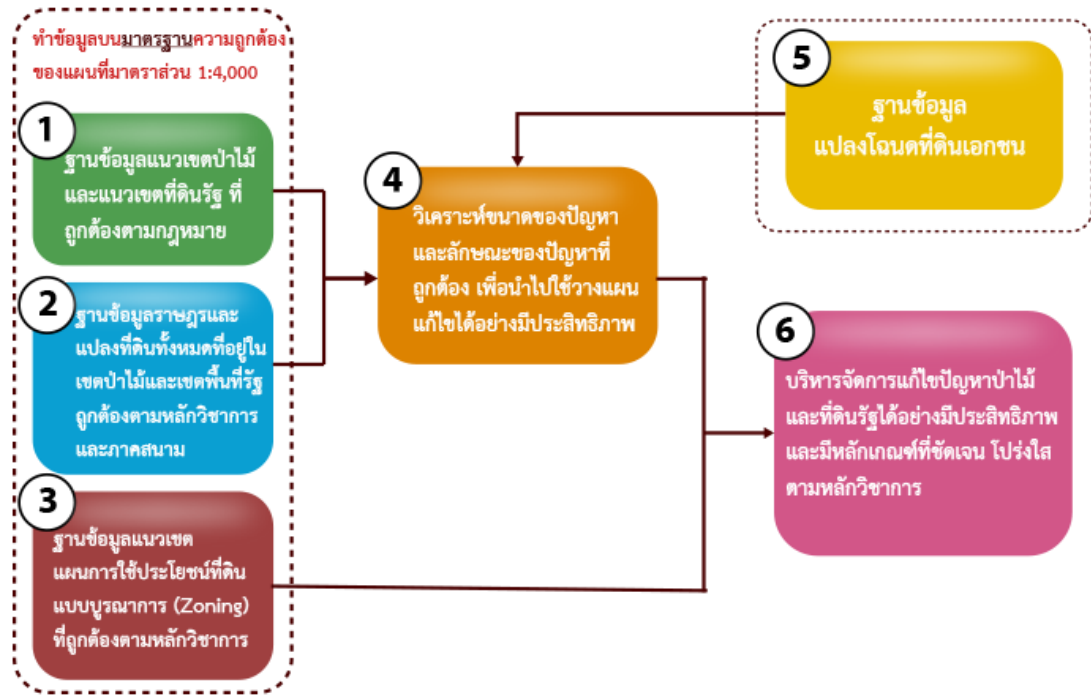 ทำข้อมูลบนมาตรฐานความถูกต้อง
ของแผนที่มาตราส่วน 1:4,000
1
ฐานข้อมูลแนวเขตป่าไม้
และแนวเขตที่ดินรัฐ ที่
ถูกต้องตามกฎหมาย
2
ฐานข้อมูลราษฎรและ
แปลงที่ดินทั้งหมดที่อยู่ใน
เขตป่าไม้และเขตพื้นที่รัฐ
ถูกต้องตามหลักวิชาการ
และภาคสนาม
3
ฐานข้อมูลแนวเขต
แผนการใช้ประโยชน์ที่ดิน
แบบบูรณาการ (Zoning)
ที่ถูกต้องตามหลักวิชาการ
4
วิเคราะห์ขนาดของปัญหา
และลักษณะของปัญหาที่
ถูกต้อง เพื่อนำไปใช้วางแผน
แก้ไขได้อย่างมีประสิทธิภาพ
5
ฐานข้อมูล
แปลงโฉนดที่ดินเอกชน
6
บริหารจัดการแก้ไขปัญหาป่าไม้
และที่ดินรัฐได้อย่างมีประสิทธิภาพ
และมีหลักเกณฑ์ที่ชัดเจน โปร่งใส
ตามหลักวิชาการ